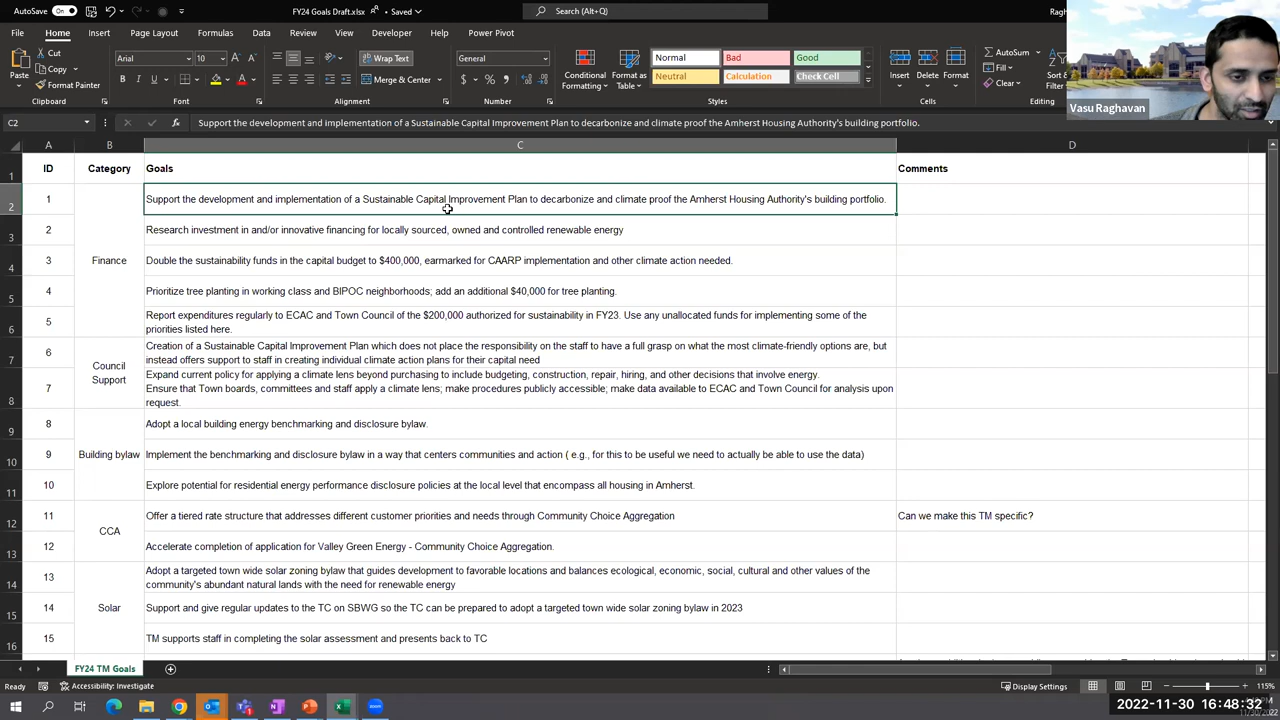 AutoSave On FY24 Goals Draft.xlsx Saved Search (Alt+Q) Ragh
File Home Insert Page Layout Formulas Data Review View Developer Help Power Pivot
Paste Cut Copy Format Painter Arial 10 Wrap Text General Normal Bad Good AutoSum
B I U Merge & Center $ % Conditional Formatting Format as Table Neutral Calculation Check Cell Insert Delete Format Fill Clear Sort
Clipboard Font Alignment Number Styles Cells Editing
Vasu Raghavan
C2 fx Support the development and implementation of a Sustainable Capital Improvement Plan to decarbonize and climate proof the Amherst Housing Authority's building portfolio.
A B C D
1 ID Category Goals Comments
2 1 Support the development and implementation of a Sustainable Capital Improvement Plan to decarbonize and climate proof the Amherst Housing Authority's building portfolio.
3 2 Research investment in and/or innovative financing for locally sourced, owned and controlled renewable energy
4 3 Finance Double the sustainability funds in the capital budget to $400,000, earmarked for CAARP implementation and other climate action needed.
5 4 Prioritize tree planting in working class and BIPOC neighborhoods; add an additional $40,000 for tree planting.
6 5 Report expenditures regularly to ECAC and Town Council of the $200,000 authorized for sustainability in FY23. Use any unallocated funds for implementing some of the
priorities listed here.
7 6 Creation of a Sustainable Capital Improvement Plan which does not place the responsibility on the staff to have a full grasp on what the most climate-friendly options are, but
instead offers support to staff in creating individual climate action plans for their capital need
Council Support
Expand current policy for applying a climate lens beyond purchasing to include budgeting, construction, repair, hiring, and other decisions that involve energy.
8 7 Ensure that Town boards, committees and staff apply a climate lens; make procedures publicly accessible; make data available to ECAC and Town Council for analysis upon
request.
9 8 Adopt a local building energy benchmarking and disclosure bylaw.
10 9 Building bylaw Implement the benchmarking and disclosure bylaw in a way that centers communities and action ( e.g., for this to be useful we need to actually be able to use the data)
11 10 Explore potential for residential energy performance disclosure policies at the local level that encompass all housing in Amherst.
12 11 Offer a tiered rate structure that addresses different customer priorities and needs through Community Choice Aggregation Can we make this TM specific?
CCA
13 12 Accelerate completion of application for Valley Green Energy - Community Choice Aggregation.
14 13 Adopt a targeted town wide solar zoning bylaw that guides development to favorable locations and balances ecological, economic, social, cultural and other values of the
community's abundant natural lands with the need for renewable energy
15 14 Solar Support and give regular updates to the TC on SBWG so the TC can be prepared to adopt a targeted town wide solar zoning bylaw in 2023
16 15 TM supports staff in completing the solar assessment and presents back to TC
FY24 TM Goals
Ready Accessibility: Investigate Display Settings 115%
2022-11-30 16:48:32